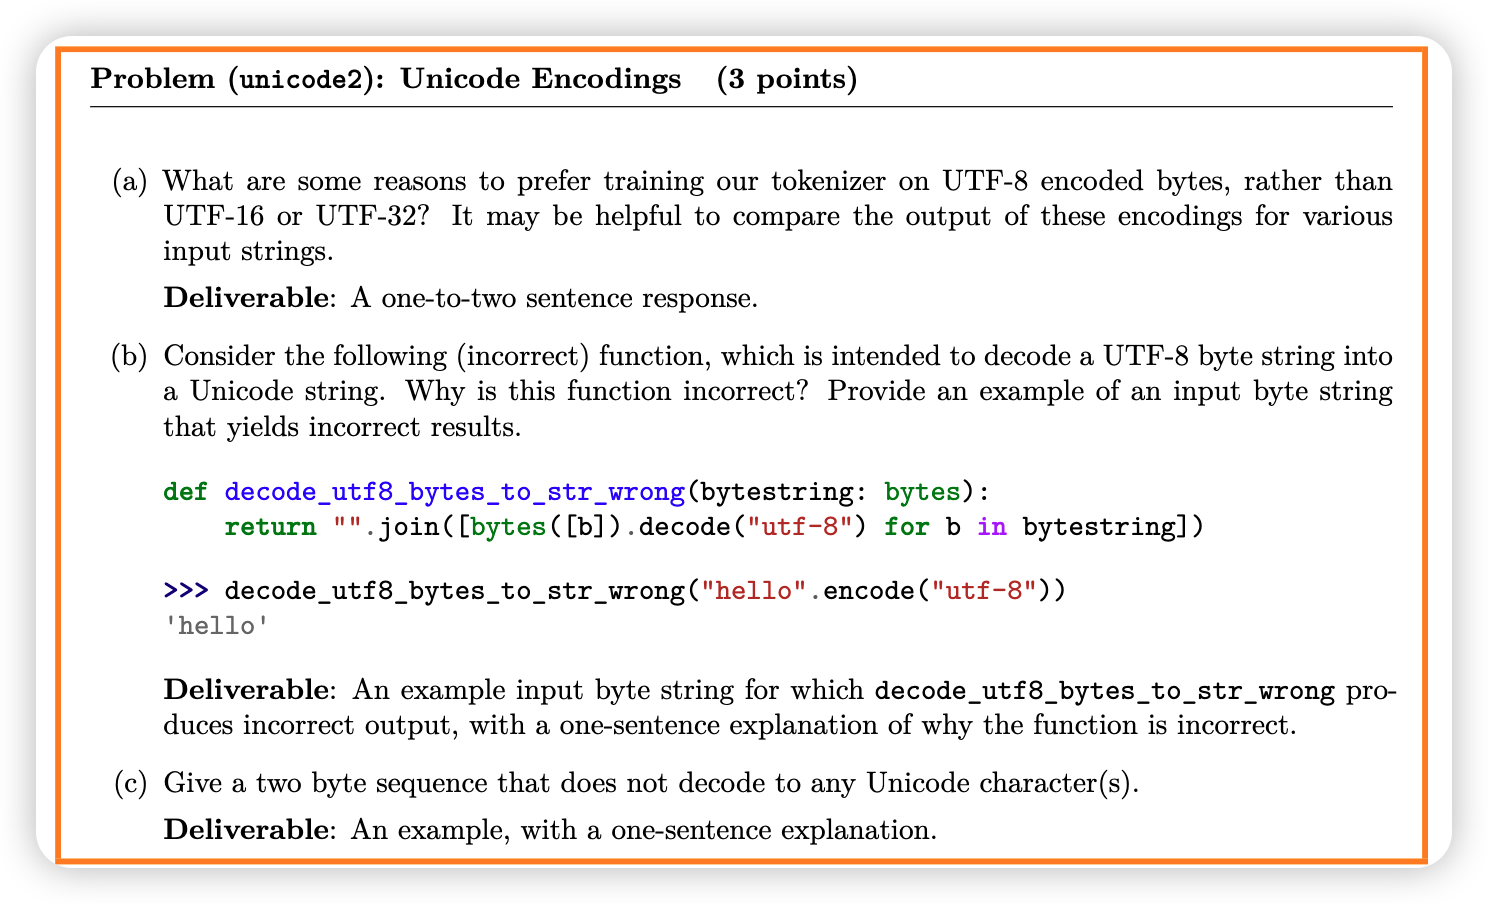 Problem (unicode2): Unicode Encodings (3 points)
(a) What are some reasons to prefer training our tokenizer on UTF-8 encoded bytes, rather than
UTF-16 or UTF-32? It may be helpful to compare the output of these encodings for various
input strings.
Deliverable: A one-to-two sentence response.
(b) Consider the following (incorrect) function, which is intended to decode a UTF-8 byte string into
a Unicode string. Why is this function incorrect? Provide an example of an input byte string
that yields incorrect results.
def decode_utf8_bytes_to_str_wrong(bytestring: bytes):
    return "".join([bytes([b]).decode("utf-8") for b in bytestring])
>>> decode_utf8_bytes_to_str_wrong("hello".encode("utf-8"))
'hello'
Deliverable: An example input byte string for which decode_utf8_bytes_to_str_wrong pro-
duces incorrect output, with a one-sentence explanation of why the function is incorrect.
(c) Give a two byte sequence that does not decode to any Unicode character(s).
Deliverable: An example, with a one-sentence explanation.